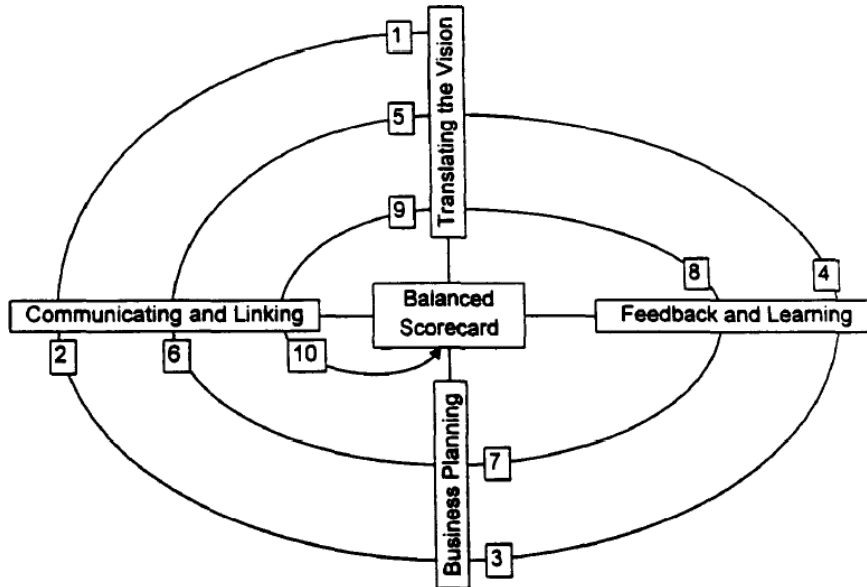 1
Translating the Vision
5
9
8
4
Communicating and Linking
Balanced
Scorecard
Feedback and Learning
2
6
10
Business Planning
7
3